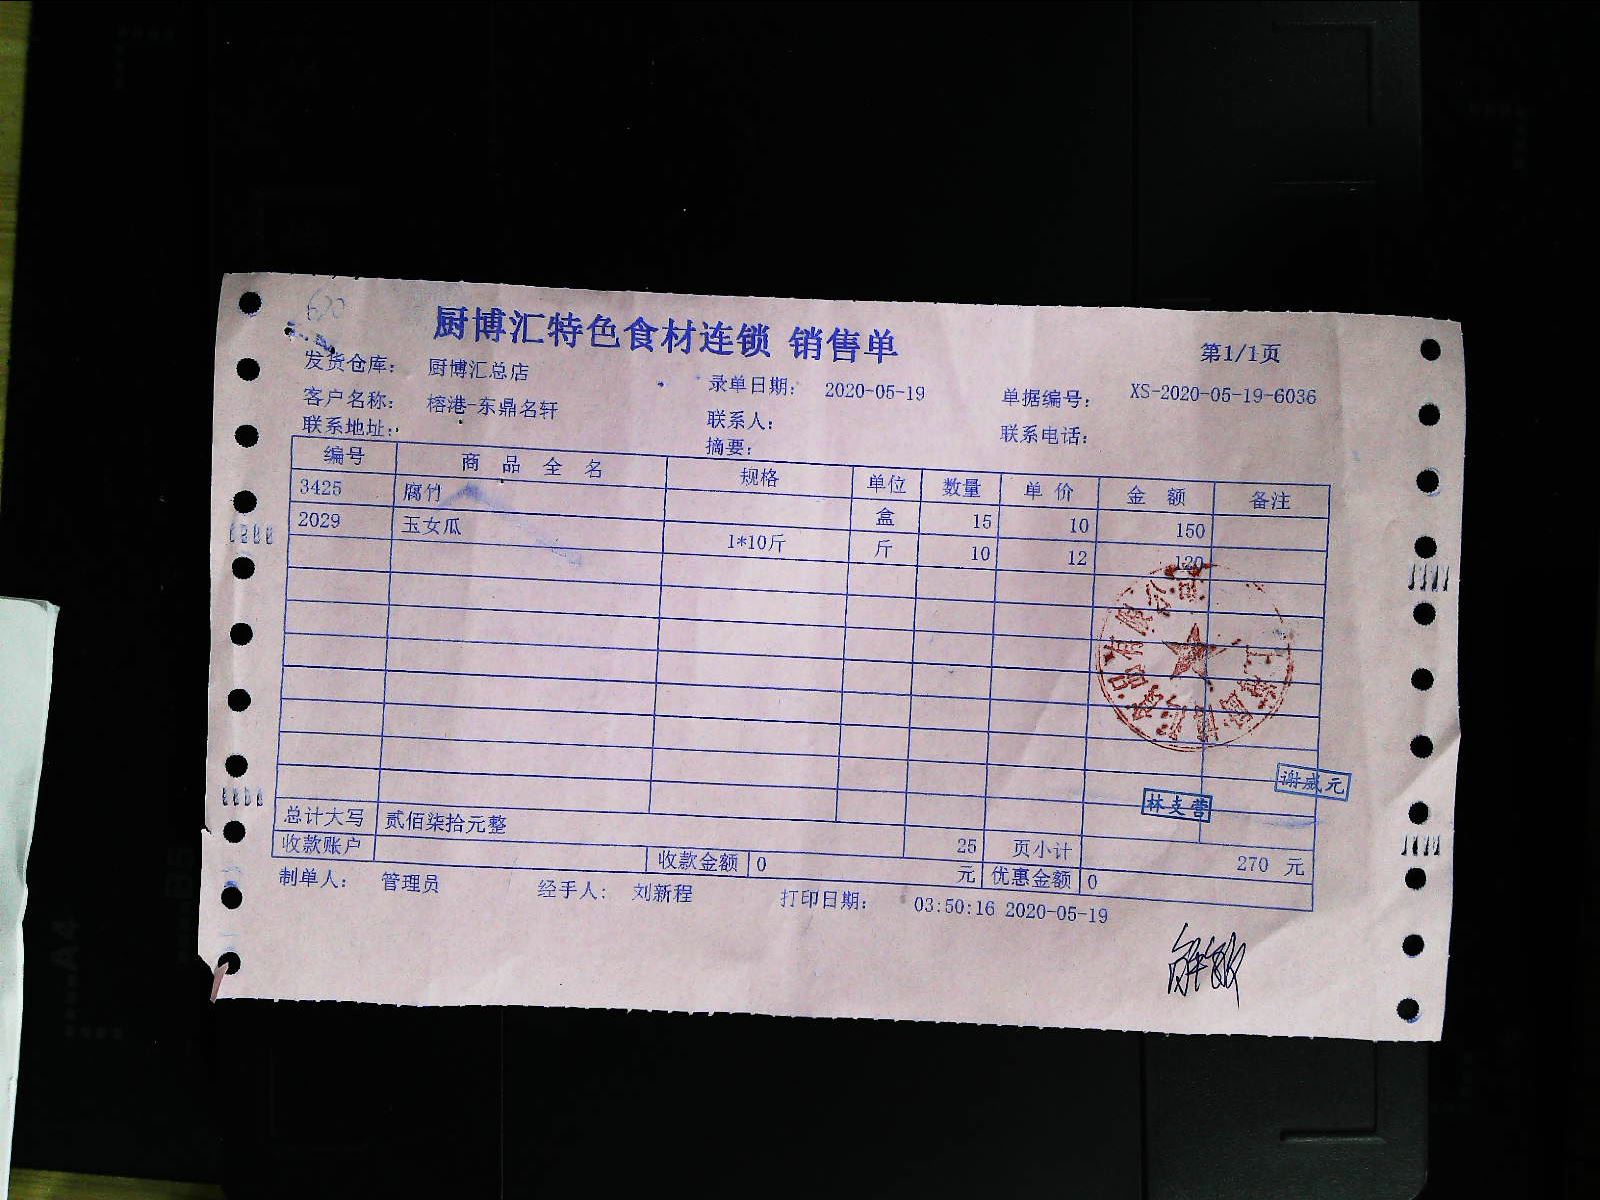 620
厨博汇特色食材连锁 销售单
第1/1页
发货仓库: 厨博汇总店 录单日期: 2020-05-19 单据编号: XS-2020-05-19-6036
客户名称: 榕港-东鼎名轩 联系人: 联系电话:
联系地址: 摘要:
编号 商品全名 规格 单位 数量 单价 金额 备注
3425 腐竹 盒 15 10 150
2029 玉女瓜 1*10斤 斤 10 12 120
有限公司
上海
谢威元
林支营
总计大写 贰佰柒拾元整 25 页小计 270 元
收款账户 收款金额 0 元 优惠金额 0
制单人: 管理员 经手人: 刘新程 打印日期: 03:50:16 2020-05-19
A4
B5